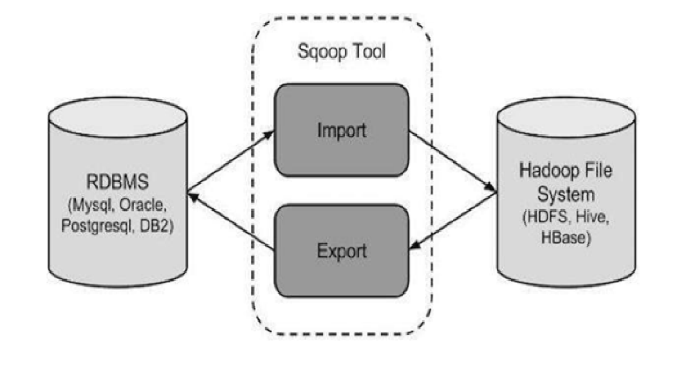 Sqoop Tool
Import
RDBMS
(Mysql, Oracle,
Postgresql, DB2)
Hadoop File
System
(HDFS, Hive,
HBase)
Export